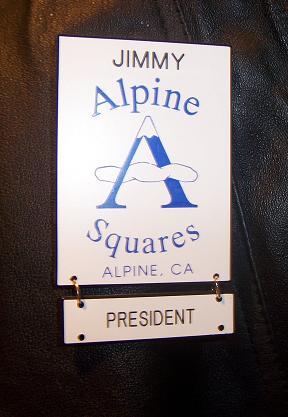 JIMMY
Alpine
A
Squares
ALPINE, CA
PRESIDENT